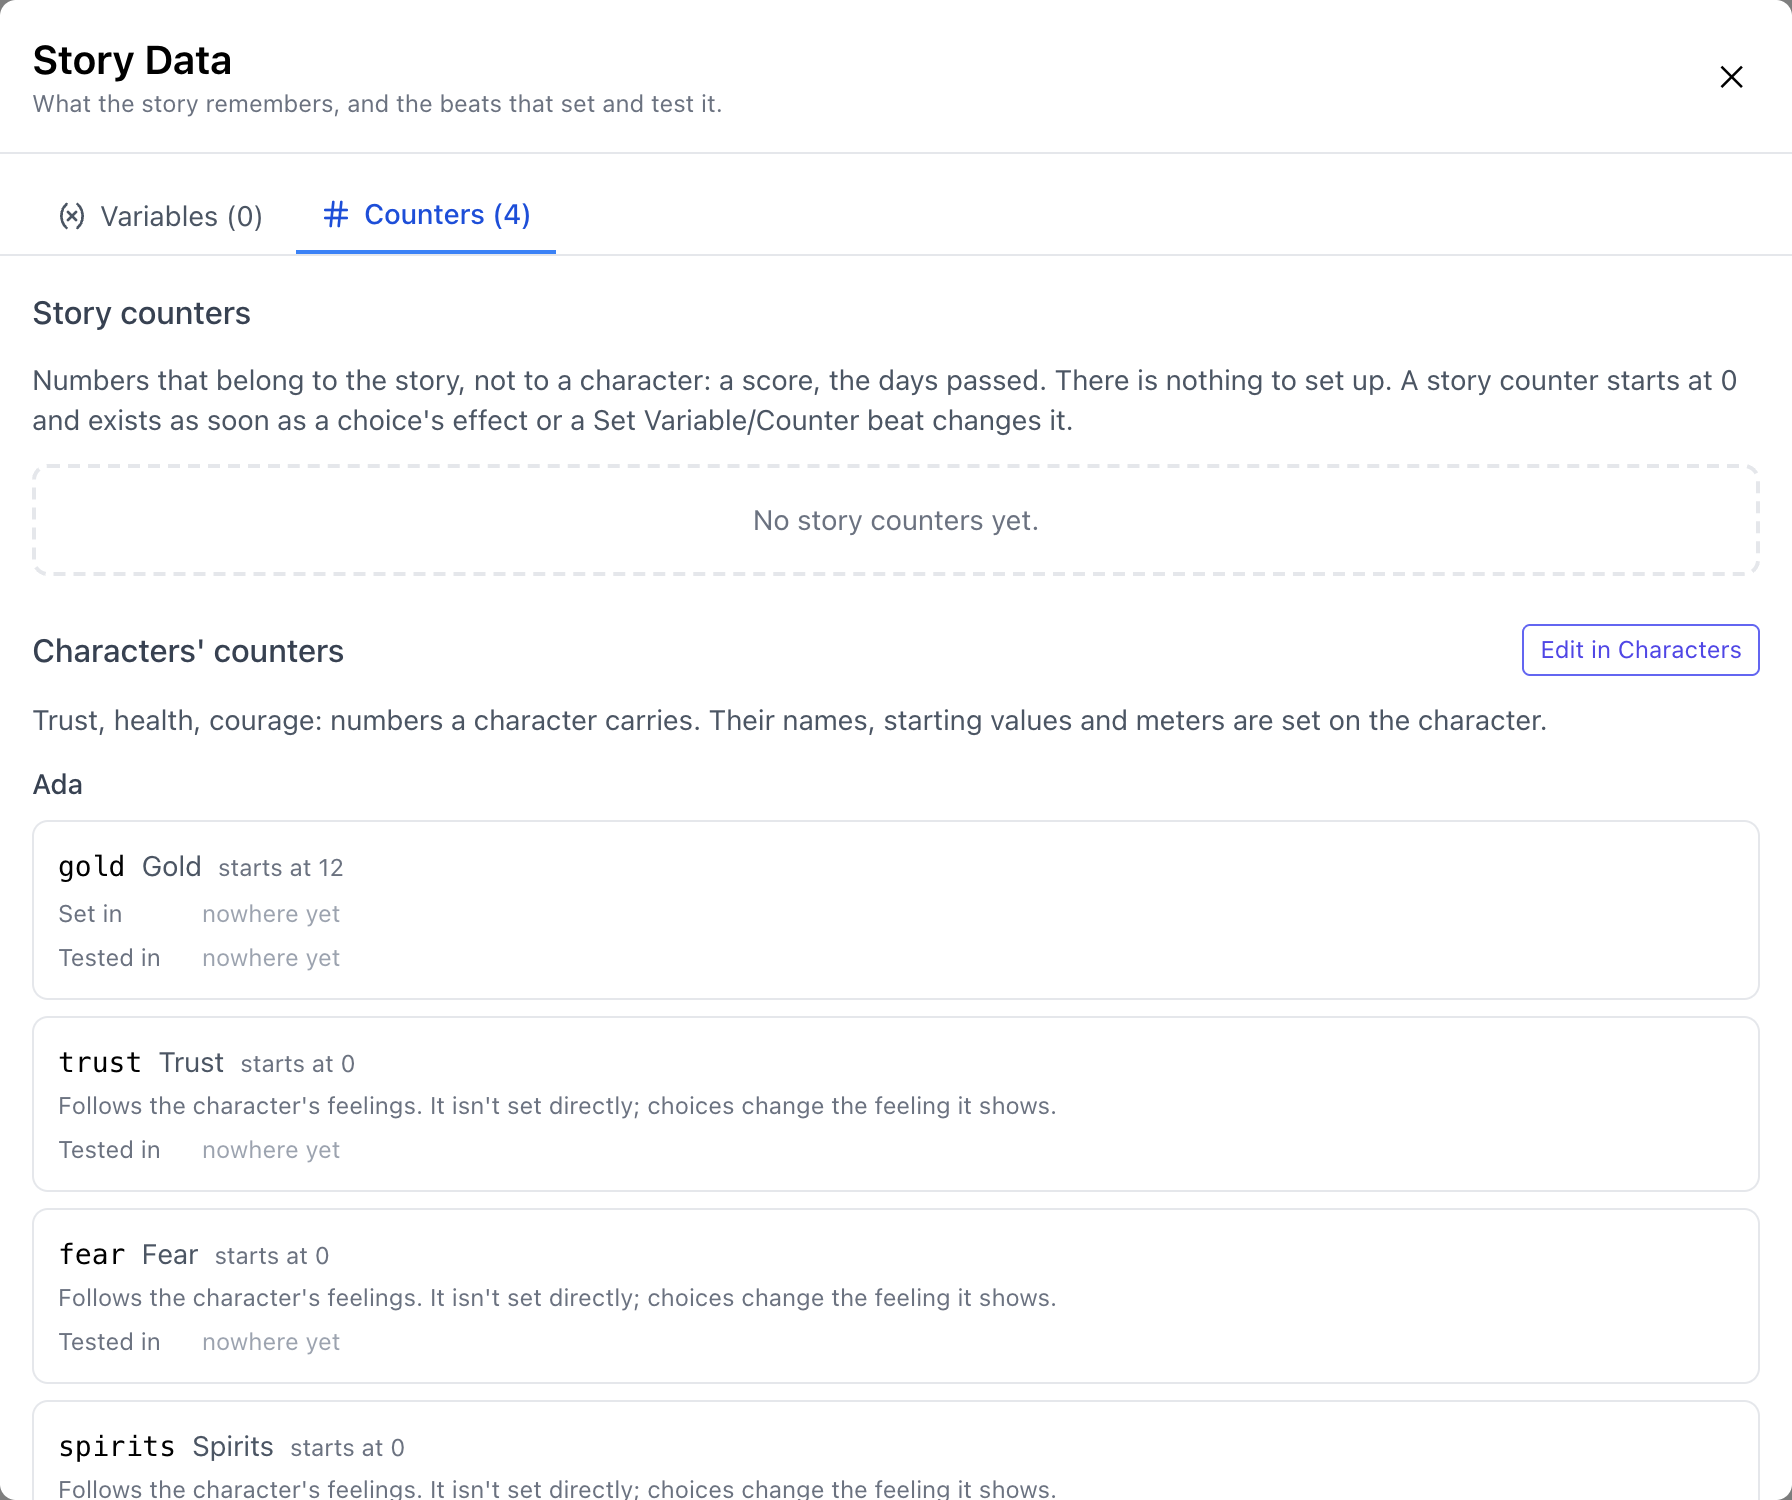 Story Data
What the story remembers, and the beats that set and test it.
Variables (0)
# Counters (4)
Story counters
Numbers that belong to the story, not to a character: a score, the days passed. There is nothing to set up. A story counter starts at 0
and exists as soon as a choice's effect or a Set Variable/Counter beat changes it.
No story counters yet.
Characters' counters
Edit in Characters
Trust, health, courage: numbers a character carries. Their names, starting values and meters are set on the character.
Ada
gold Gold starts at 12
Set in nowhere yet
Tested in nowhere yet
trust Trust starts at 0
Follows the character's feelings. It isn't set directly; choices change the feeling it shows.
Tested in nowhere yet
fear Fear starts at 0
Follows the character's feelings. It isn't set directly; choices change the feeling it shows.
Tested in nowhere yet
spirits Spirits starts at 0
Follows the character's feelings. It isn't set directly; choices change the feeling it shows.